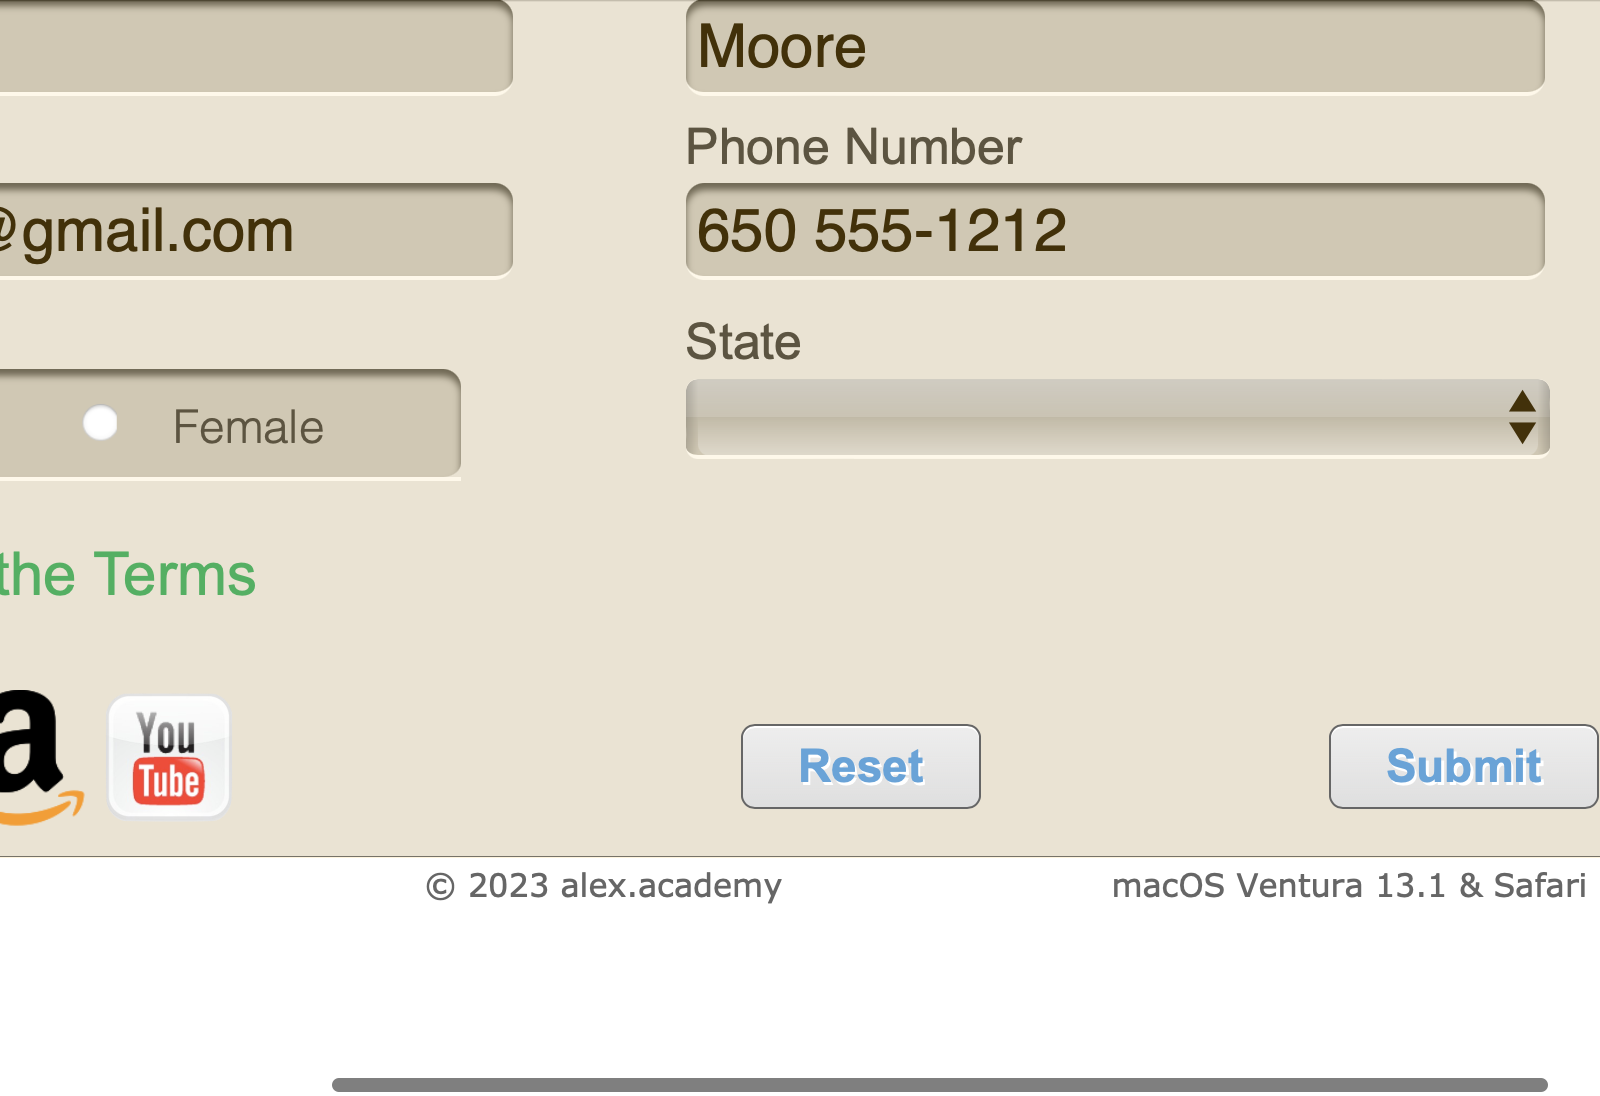 Moore
Phone Number
@gmail.com
650 555-1212
State
Female
the Terms
a
You
Tube
Reset
Submit
© 2023 alex.academy
macOS Ventura 13.1 & Safari